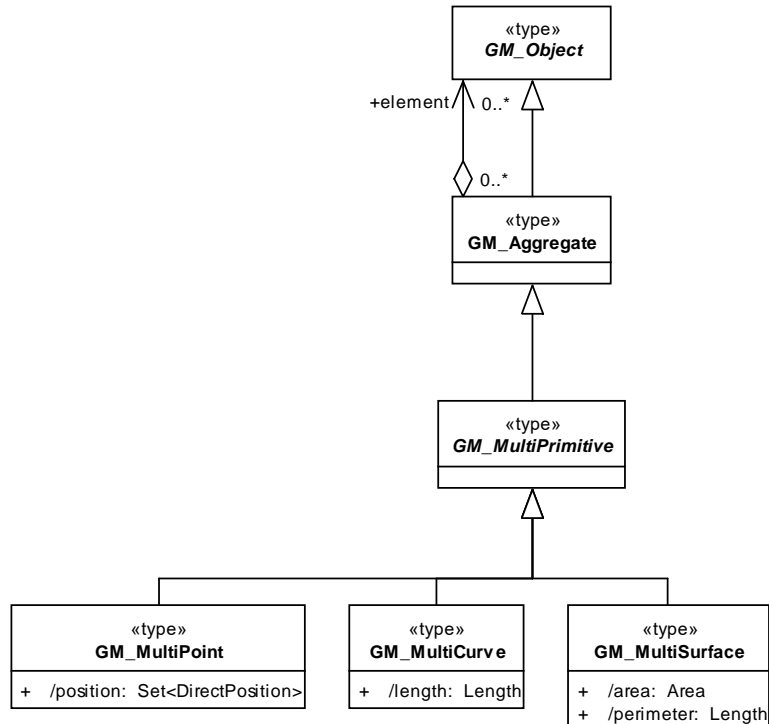 «type»
GM_Object
+element
0..*
0..*
«type»
GM_Aggregate
«type»
GM_MultiPrimitive
«type»
GM_MultiPoint
+ /position: Set<DirectPosition>
«type»
GM_MultiCurve
+ /length: Length
«type»
GM_MultiSurface
+ /area: Area
+ /perimeter: Length